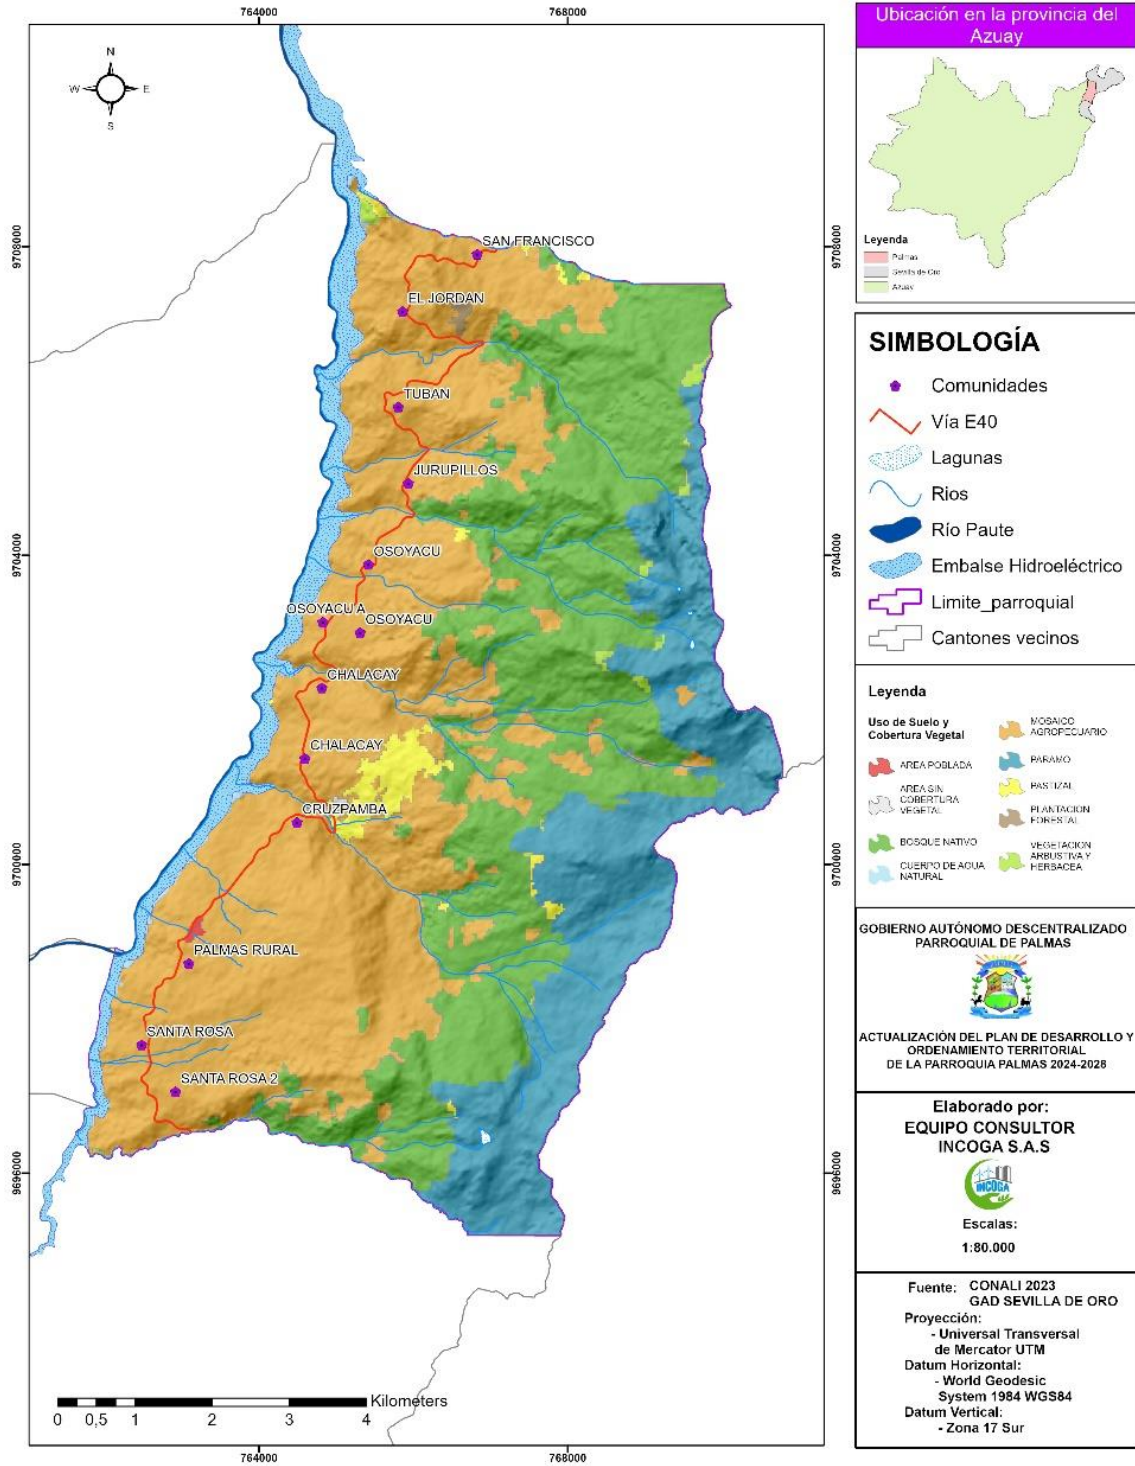 764000
768000
N
W
E
S
9708000
9708000
9704000
9704000
9700000
9700000
9696000
9696000
SAN FRANCISCO
EL JORDAN
TUBAN
JURUPILLOS
OSOYACU
OSOYACU A
OSOYACU
CHALACAY
CHALACAY
CRUZPAMBA
PALMAS RURAL
SANTA ROSA
SANTA ROSA 2
Kilometers
0 0,5 1 2 3 4
764000
768000
Ubicación en la provincia del
Azuay
Leyenda
Palmas
Sevilla de Oro
Azuay
SIMBOLOGÍA
Comunidades
Vía E40
Lagunas
Rios
Río Paute
Embalse Hidroeléctrico
Limite_parroquial
Cantones vecinos
Leyenda
Uso de Suelo y
Cobertura Vegetal
AREA POBLADA
AREA SIN
COBERTURA
VEGETAL
BOSQUE NATIVO
CUERPO DE AGUA
NATURAL
MOSAICO
AGROPECUARIO
PARAMO
PASTIZAL
PLANTACION
FORESTAL
VEGETACION
ARBUSTIVA Y
HERBACEA
GOBIERNO AUTÓNOMO DESCENTRALIZADO
PARROQUIAL DE PALMAS
ACTUALIZACIÓN DEL PLAN DE DESARROLLO Y
ORDENAMIENTO TERRITORIAL
DE LA PARROQUIA PALMAS 2024-2028
Elaborado por:
EQUIPO CONSULTOR
INCOGA S.A.S
INCOGA
Escalas:
1:80.000
Fuente: CONALI 2023
GAD SEVILLA DE ORO
Proyección:
- Universal Transversal
de Mercator UTM
Datum Horizontal:
- World Geodesic
System 1984 WGS84
Datum Vertical:
- Zona 17 Sur